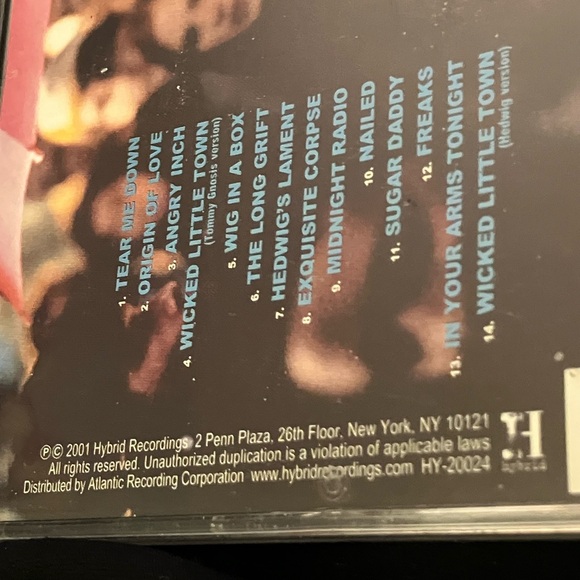 1. TEAR ME DOWN
2. ORIGIN OF LOVE
3. ANGRY INCH
4. WICKED LITTLE TOWN
(Tommy Gnosis version)
5. WIG IN A BOX
6. THE LONG GRIFT
7. HEDWIG'S LAMENT
8. EXQUISITE CORPSE
9. MIDNIGHT RADIO
10. NAILED
11. SUGAR DADDY
12. FREAKS
13. IN YOUR ARMS TONIGHT
14. WICKED LITTLE TOWN
(Hedwig version)
℗© 2001 Hybrid Recordings 2 Penn Plaza, 26th Floor, New York, NY 10121
All rights reserved. Unauthorized duplication is a violation of applicable laws
Distributed by Atlantic Recording Corporation www.hybridrecordings.com HY-20024
H
hybrid